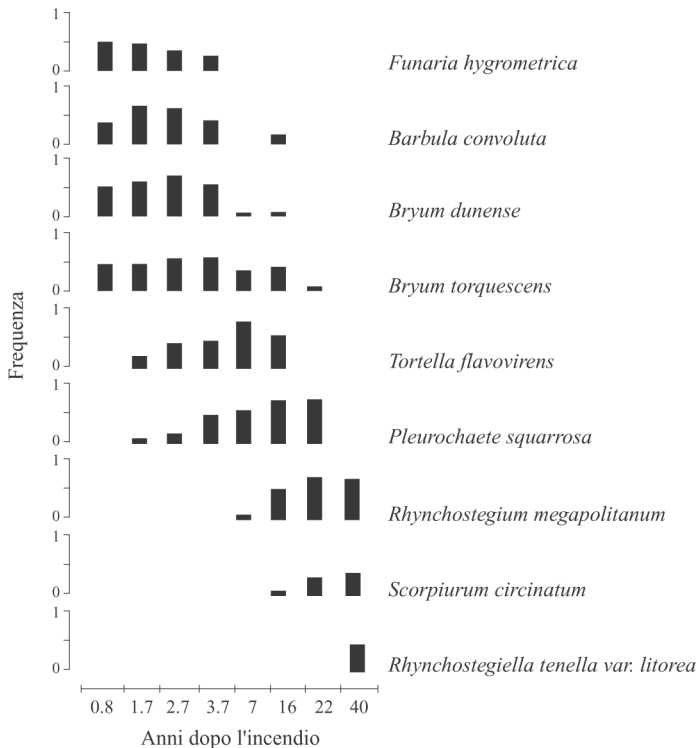 1
0
Funaria hygrometrica
1
0
Barbula convoluta
1
0
Bryum dunense
1
0
Bryum torquescens
1
0
Tortella flavovirens
1
0
Pleurochaete squarrosa
1
0
Rhynchostegium megapolitanum
1
0
Scorpiurum circinatum
1
0
Rhynchostegiella tenella var. litorea
Frequenza
0.8 1.7 2.7 3.7 7 16 22 40
Anni dopo l'incendio